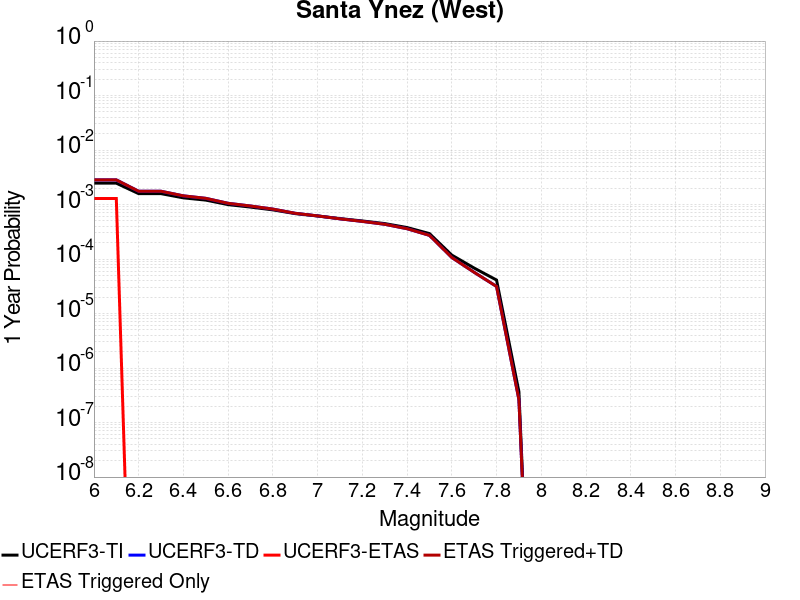 Santa Ynez (West)
1 Year Probability
10^0
10^-1
10^-2
10^-3
10^-4
10^-5
10^-6
10^-7
10^-8
6 6.2 6.4 6.6 6.8 7 7.2 7.4 7.6 7.8 8 8.2 8.4 8.6 8.8 9
Magnitude
UCERF3-TI UCERF3-TD UCERF3-ETAS ETAS Triggered+TD
ETAS Triggered Only